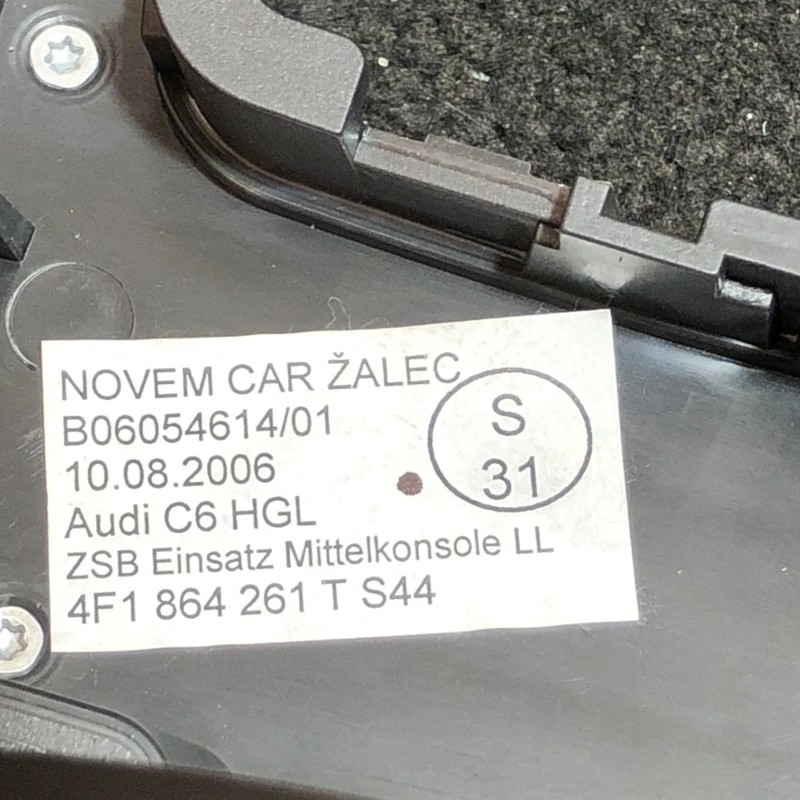 NOVEM CAR ŽALEC
B06054614/01
10.08.2006
Audi C6 HGL
ZSB Einsatz Mittelkonsole LL
4F1 864 261 T S44
S
31